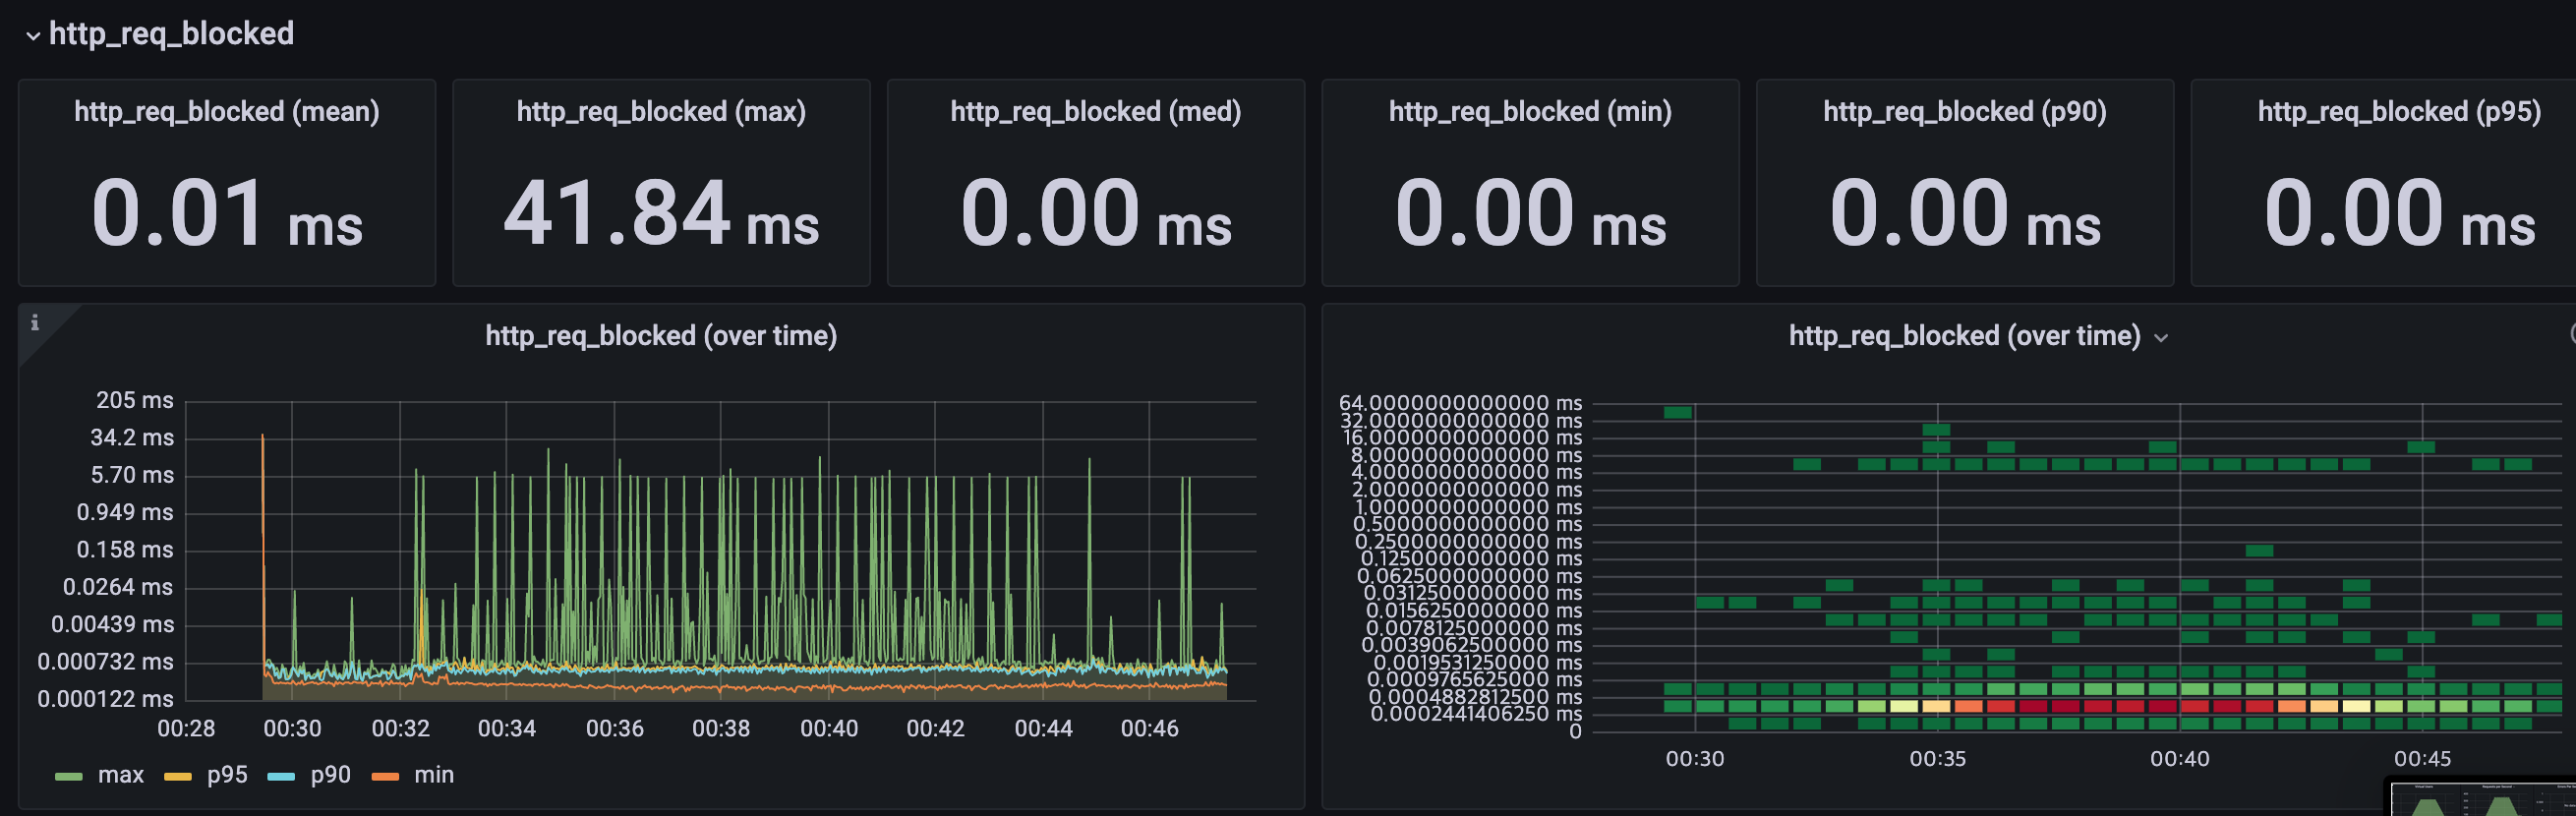 http_req_blocked
http_req_blocked (mean)
0.01 ms
http_req_blocked (max)
41.84 ms
http_req_blocked (med)
0.00 ms
http_req_blocked (min)
0.00 ms
http_req_blocked (p90)
0.00 ms
http_req_blocked (p95)
0.00 ms
i
http_req_blocked (over time)
205 ms
34.2 ms
5.70 ms
0.949 ms
0.158 ms
0.0264 ms
0.00439 ms
0.000732 ms
0.000122 ms
00:28 00:30 00:32 00:34 00:36 00:38 00:40 00:42 00:44 00:46
max p95 p90 min
http_req_blocked (over time)
64.0000000000000 ms
32.0000000000000 ms
16.0000000000000 ms
8.0000000000000 ms
4.0000000000000 ms
2.0000000000000 ms
1.0000000000000 ms
0.5000000000000 ms
0.2500000000000 ms
0.1250000000000 ms
0.0625000000000 ms
0.0312500000000 ms
0.0156250000000 ms
0.0078125000000 ms
0.0039062500000 ms
0.0019531250000 ms
0.0009765625000 ms
0.0004882812500 ms
0.0002441406250 ms
0
00:30 00:35 00:40 00:45